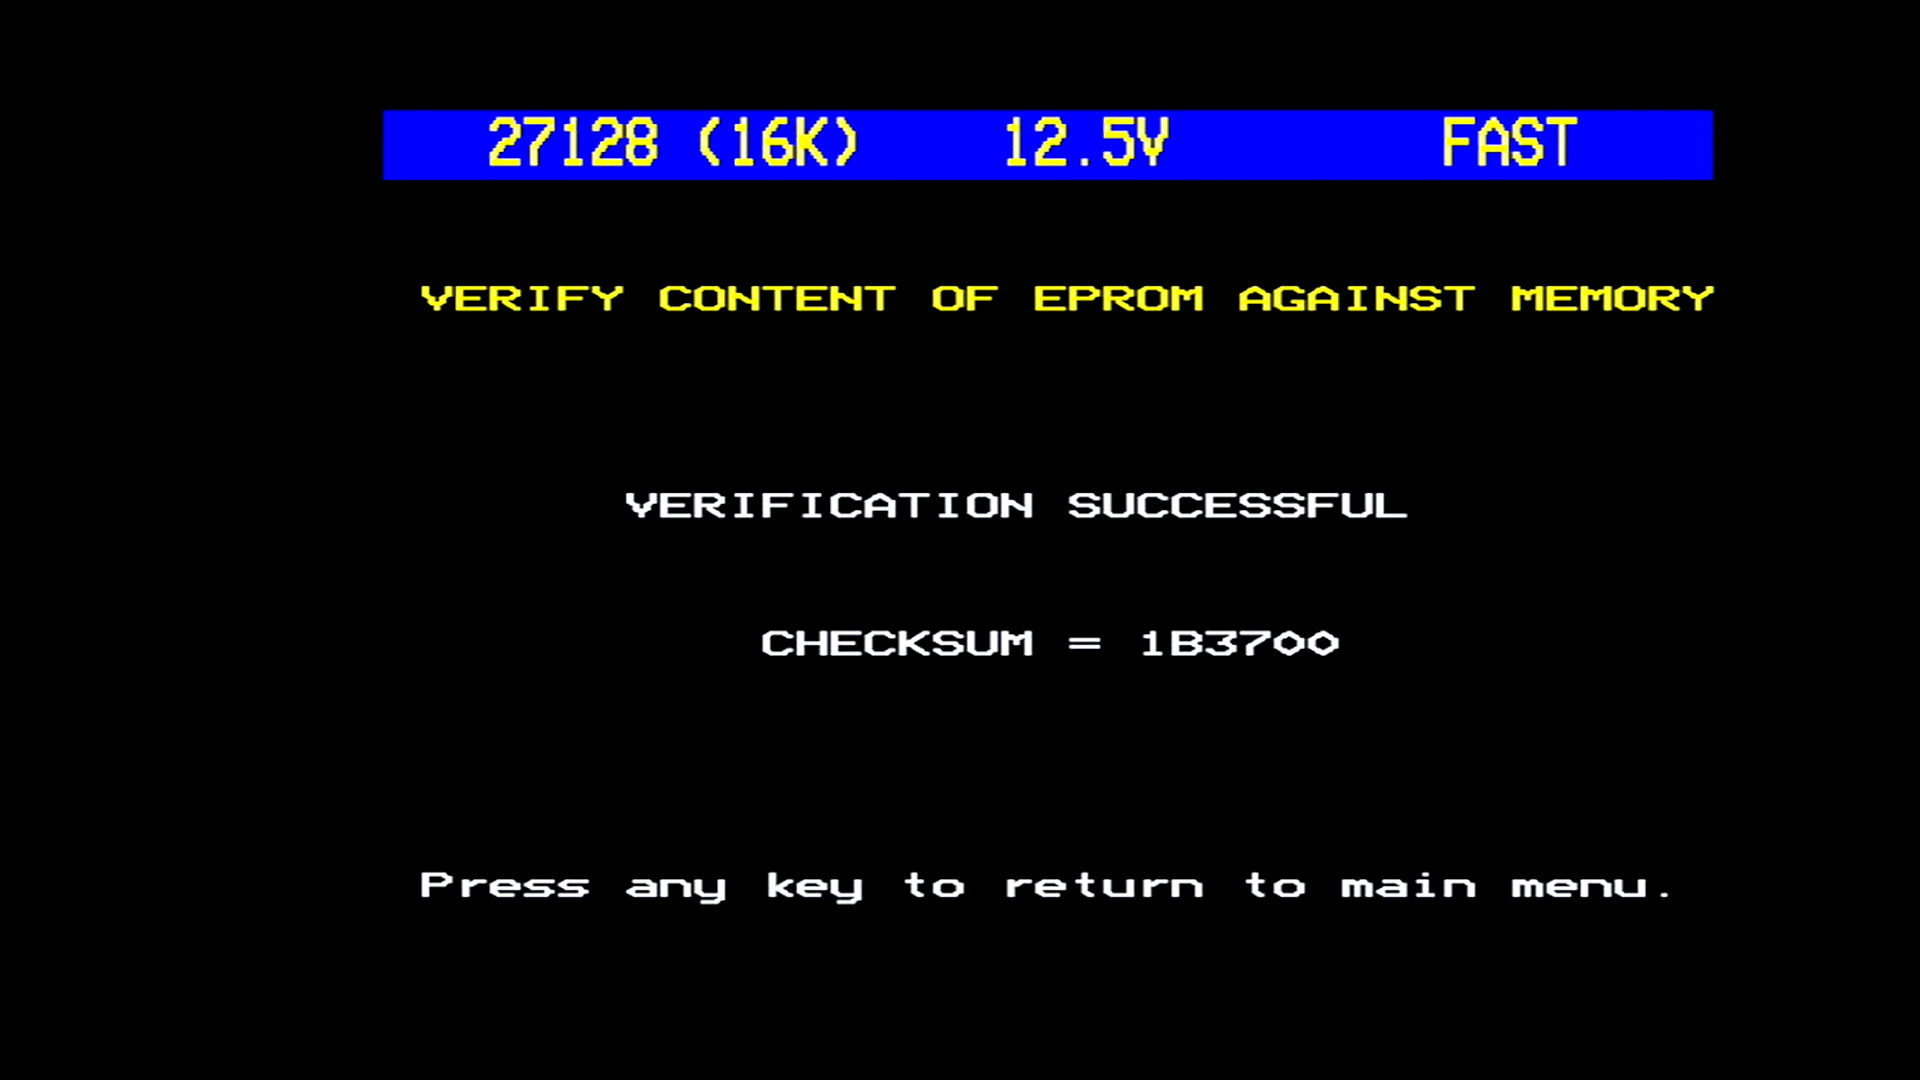 27128 (16K) 12.5V FAST
VERIFY CONTENT OF EPROM AGAINST MEMORY
VERIFICATION SUCCESSFUL
CHECKSUM = 1B3700
Press any key to return to main menu.